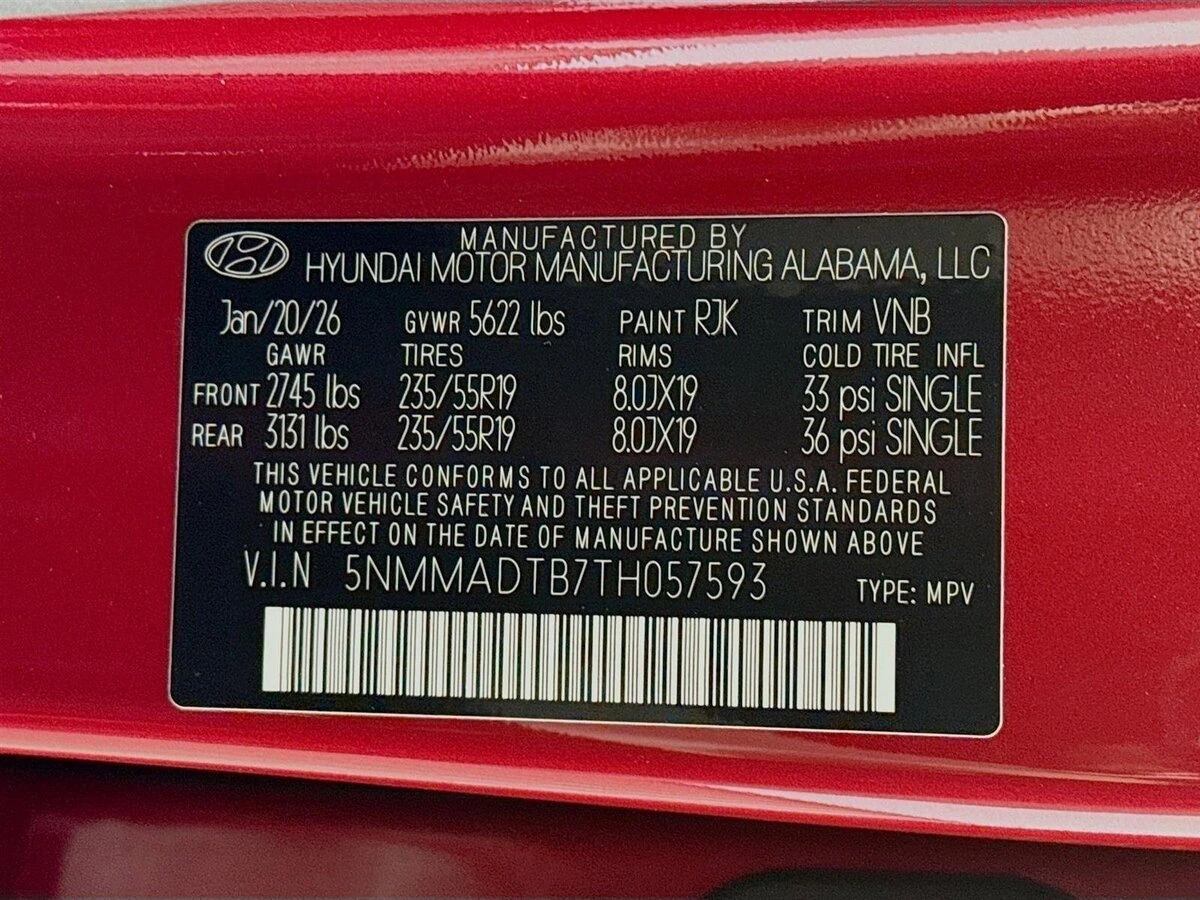 MANUFACTURED BY
HYUNDAI MOTOR MANUFACTURING ALABAMA, LLC
Jan/20/26 GVWR 5622 lbs PAINT RJK TRIM VNB
GAWR TIRES RIMS COLD TIRE INFL
FRONT 2745 lbs 235/55R19 8.0JX19 33 psi SINGLE
REAR 3131 lbs 235/55R19 8.0JX19 36 psi SINGLE
THIS VEHICLE CONFORMS TO ALL APPLICABLE U.S.A. FEDERAL
MOTOR VEHICLE SAFETY AND THEFT PREVENTION STANDARDS
IN EFFECT ON THE DATE OF MANUFACTURE SHOWN ABOVE
V.I.N 5NMMADTB7TH057593 TYPE: MPV